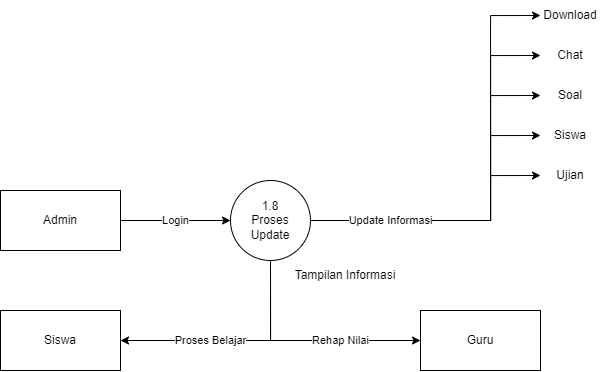 Download
Chat
Soal
Siswa
Ujian
Admin
Login
1.8
Proses
Update
Update Informasi
Tampilan Informasi
Siswa
Proses Belajar
Rehap Nilai
Guru